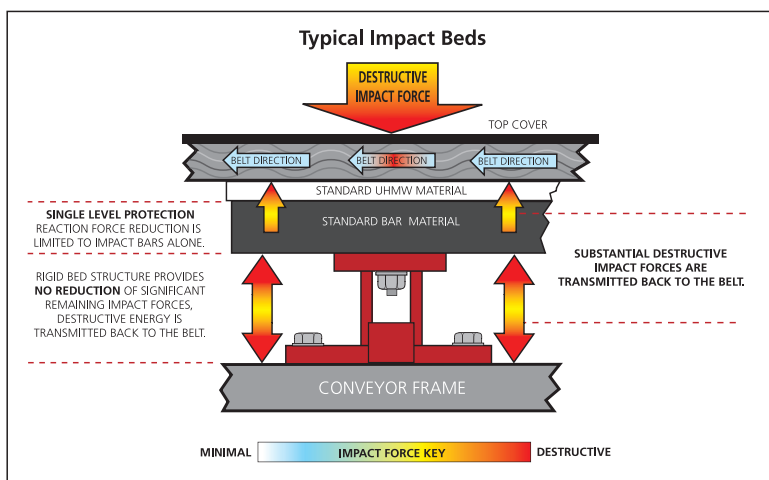 Typical Impact Beds
DESTRUCTIVE
IMPACT FORCE
TOP COVER
BELT DIRECTION
BELT DIRECTION
BELT DIRECTION
STANDARD UHMW MATERIAL
STANDARD BAR MATERIAL
SINGLE LEVEL PROTECTION
REACTION FORCE REDUCTION IS
LIMITED TO IMPACT BARS ALONE.
RIGID BED STRUCTURE PROVIDES
NO REDUCTION OF SIGNIFICANT
REMAINING IMPACT FORCES,
DESTRUCTIVE ENERGY IS
TRANSMITTED BACK TO THE BELT.
SUBSTANTIAL DESTRUCTIVE
IMPACT FORCES ARE
TRANSMITTED BACK TO THE BELT.
CONVEYOR FRAME
MINIMAL
IMPACT FORCE KEY
DESTRUCTIVE